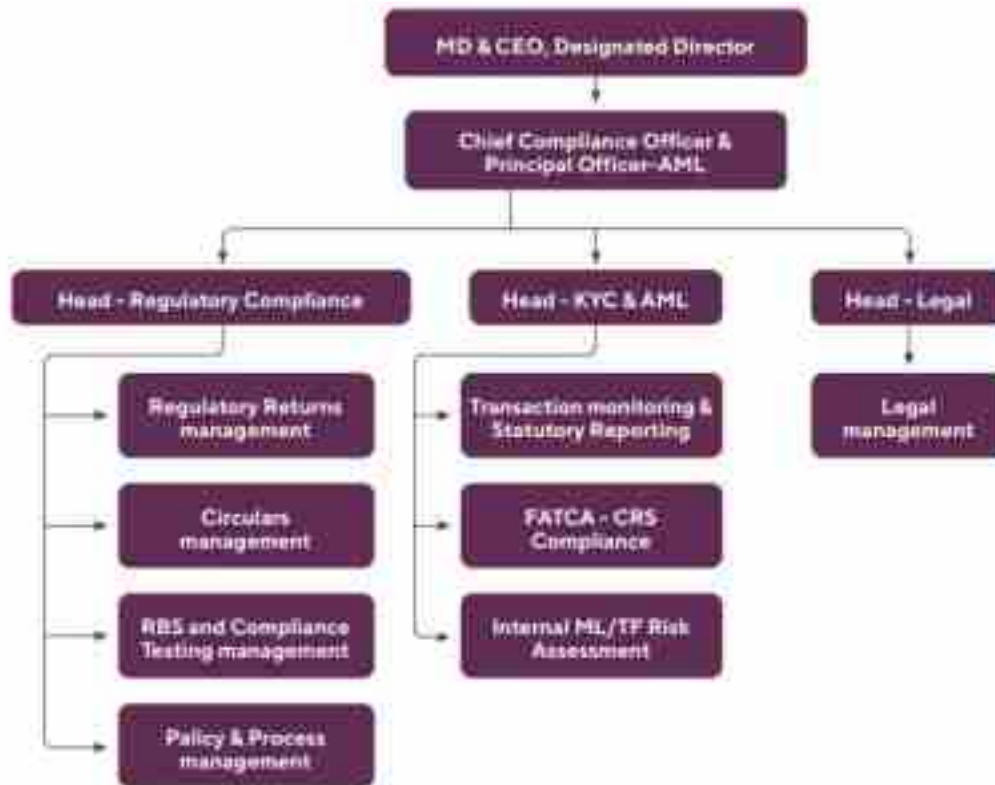 MD & CEO, Designated Director
Chief Compliance Officer &
Principal Officer-AML
Head - Regulatory Compliance
Head - KYC & AML
Head - Legal
Regulatory Returns
management
Circulars
management
RBS and Compliance
Testing management
Policy & Process
management
Transaction monitoring &
Statutory Reporting
FATCA - CRS
Compliance
Internal ML/TF Risk
Assessment
Legal
management